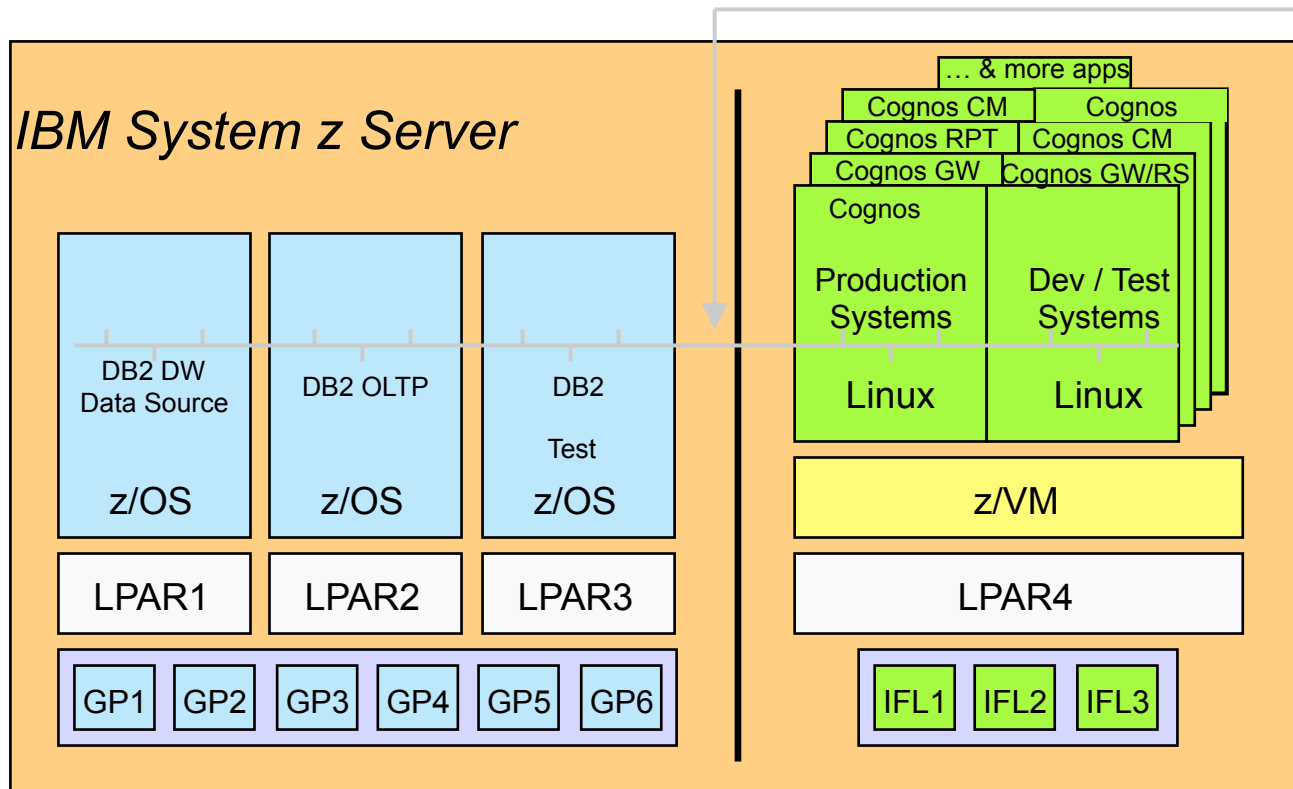 IBM System z Server
… & more apps
Cognos CM
Cognos
Cognos RPT
Cognos CM
Cognos GW
Cognos GW/RS
Cognos
Production
Systems
Linux
Dev / Test
Systems
Linux
DB2 DW
Data Source
z/OS
DB2 OLTP
z/OS
DB2
Test
z/OS
z/VM
LPAR1
LPAR2
LPAR3
LPAR4
GP1
GP2
GP3
GP4
GP5
GP6
IFL1
IFL2
IFL3